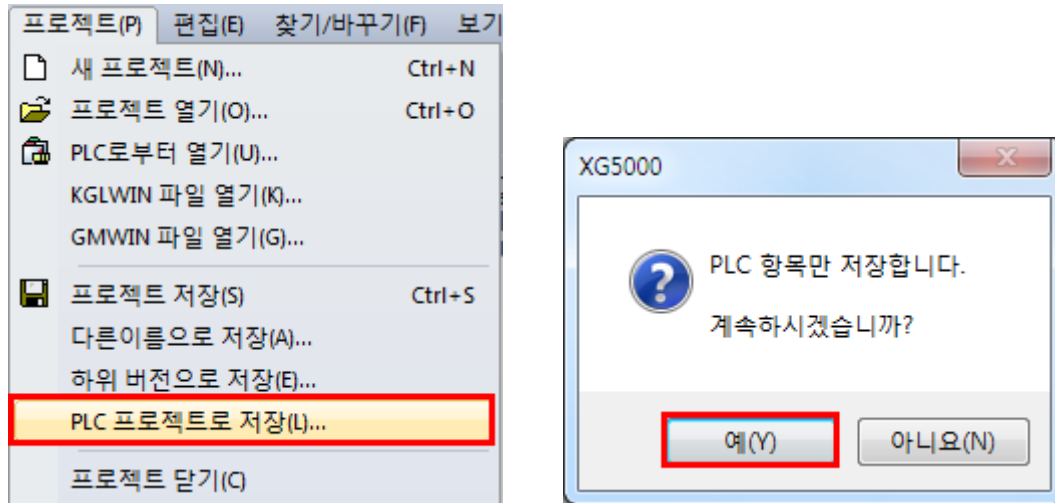 프로젝트(P) 편집(E) 찾기/바꾸기(F) 보기
새 프로젝트(N)... Ctrl+N
프로젝트 열기(O)... Ctrl+O
PLC로부터 열기(U)...
KGLWIN 파일 열기(K)...
GMWIN 파일 열기(G)...
프로젝트 저장(S) Ctrl+S
다른이름으로 저장(A)...
하위 버전으로 저장(E)...
PLC 프로젝트로 저장(L)...
프로젝트 닫기(C)
XG5000
PLC 항목만 저장합니다.
계속하시겠습니까?
예(Y) 아니요(N)